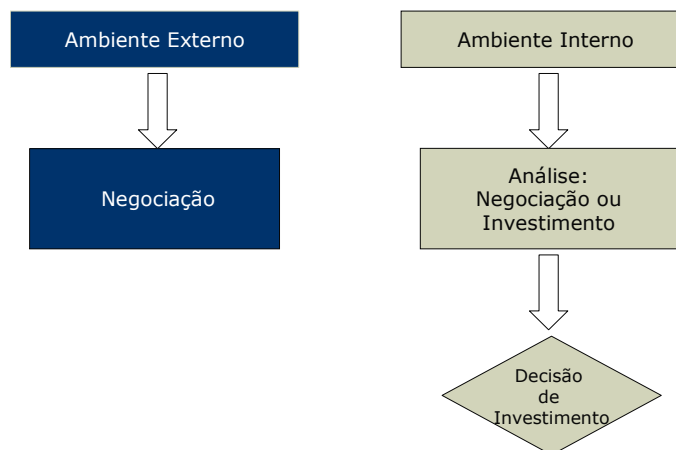 Ambiente Externo
Ambiente Interno
Negociação
Análise:
Negociação ou
Investimento
Decisão
de
Investimento